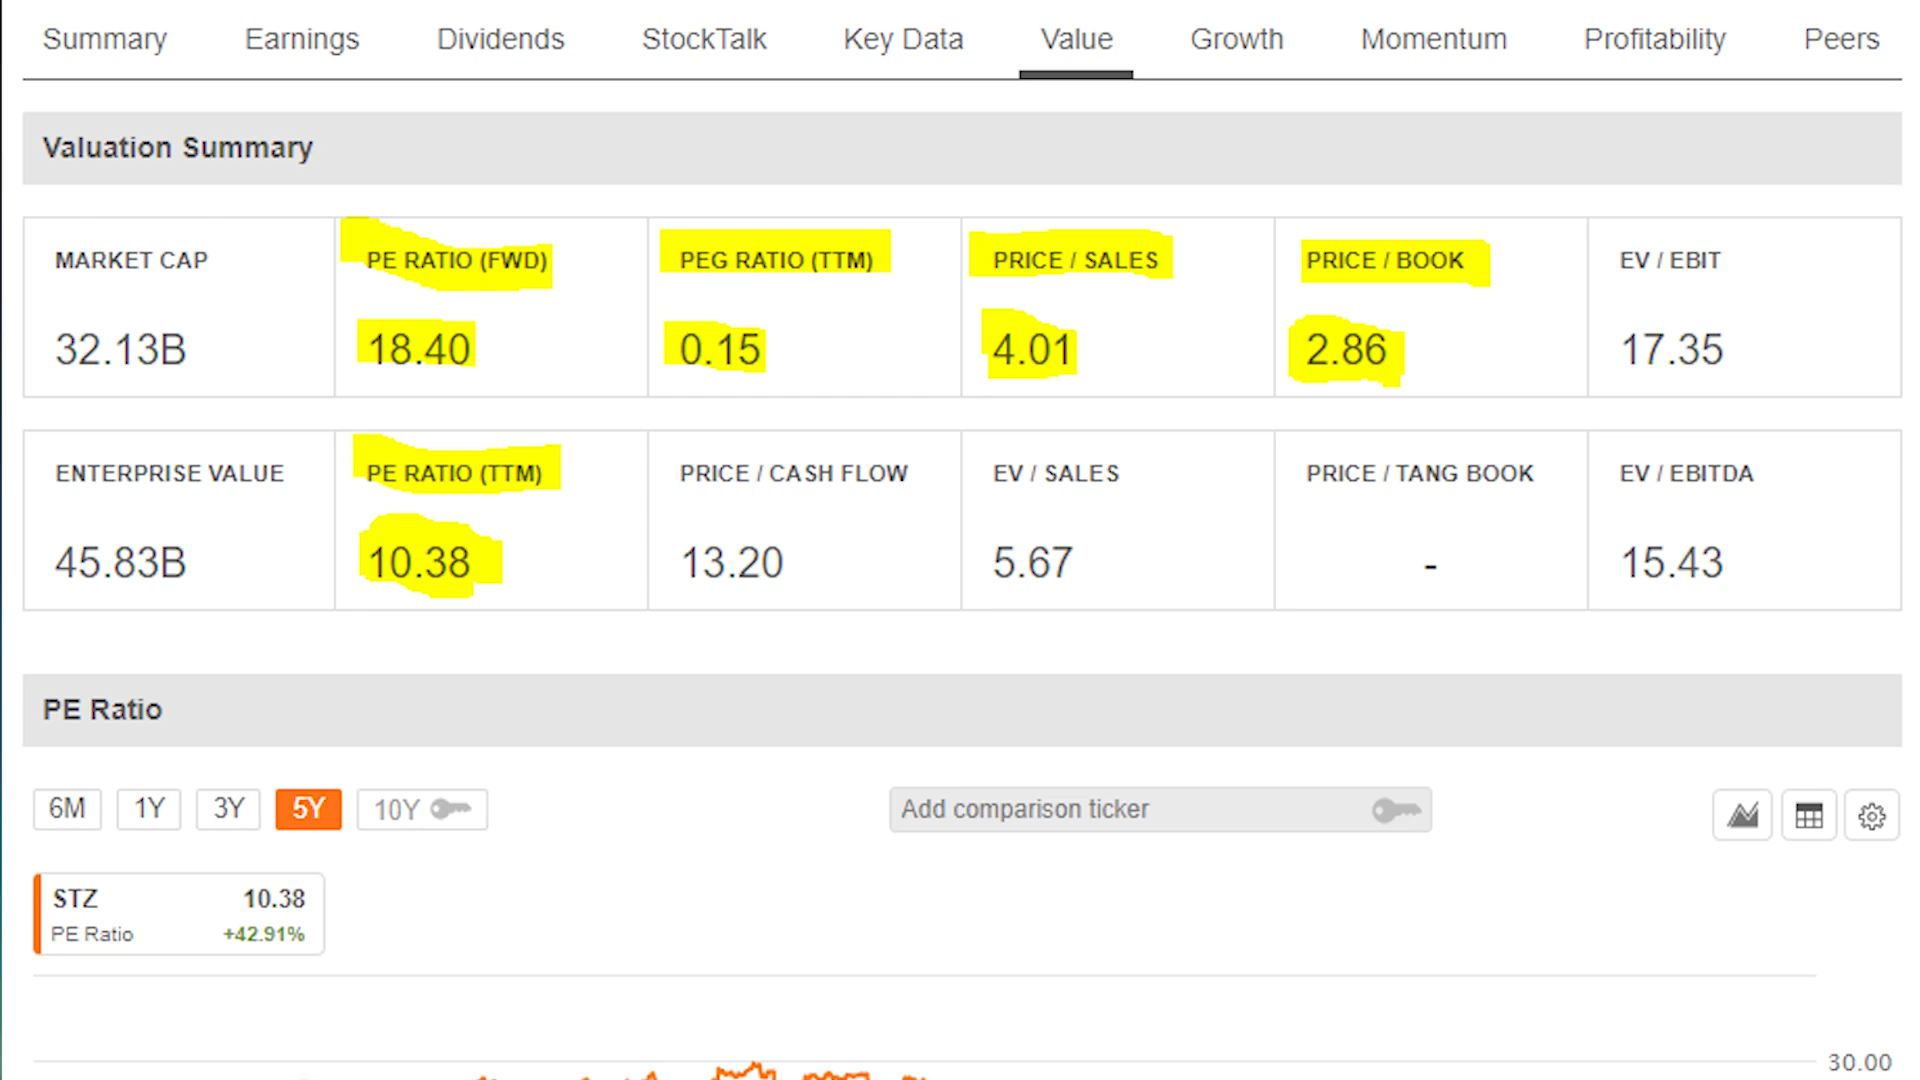 Summary Earnings Dividends StockTalk Key Data Value Growth Momentum Profitability Peers
Valuation Summary
MARKET CAP PE RATIO (FWD) PEG RATIO (TTM) PRICE / SALES PRICE / BOOK EV / EBIT
32.13B 18.40 0.15 4.01 2.86 17.35
ENTERPRISE VALUE PE RATIO (TTM) PRICE / CASH FLOW EV / SALES PRICE / TANG BOOK EV / EBITDA
45.83B 10.38 13.20 5.67 - 15.43
PE Ratio
6M 1Y 3Y 5Y 10Y Add comparison ticker
STZ 10.38
PE Ratio +42.91%
30.00